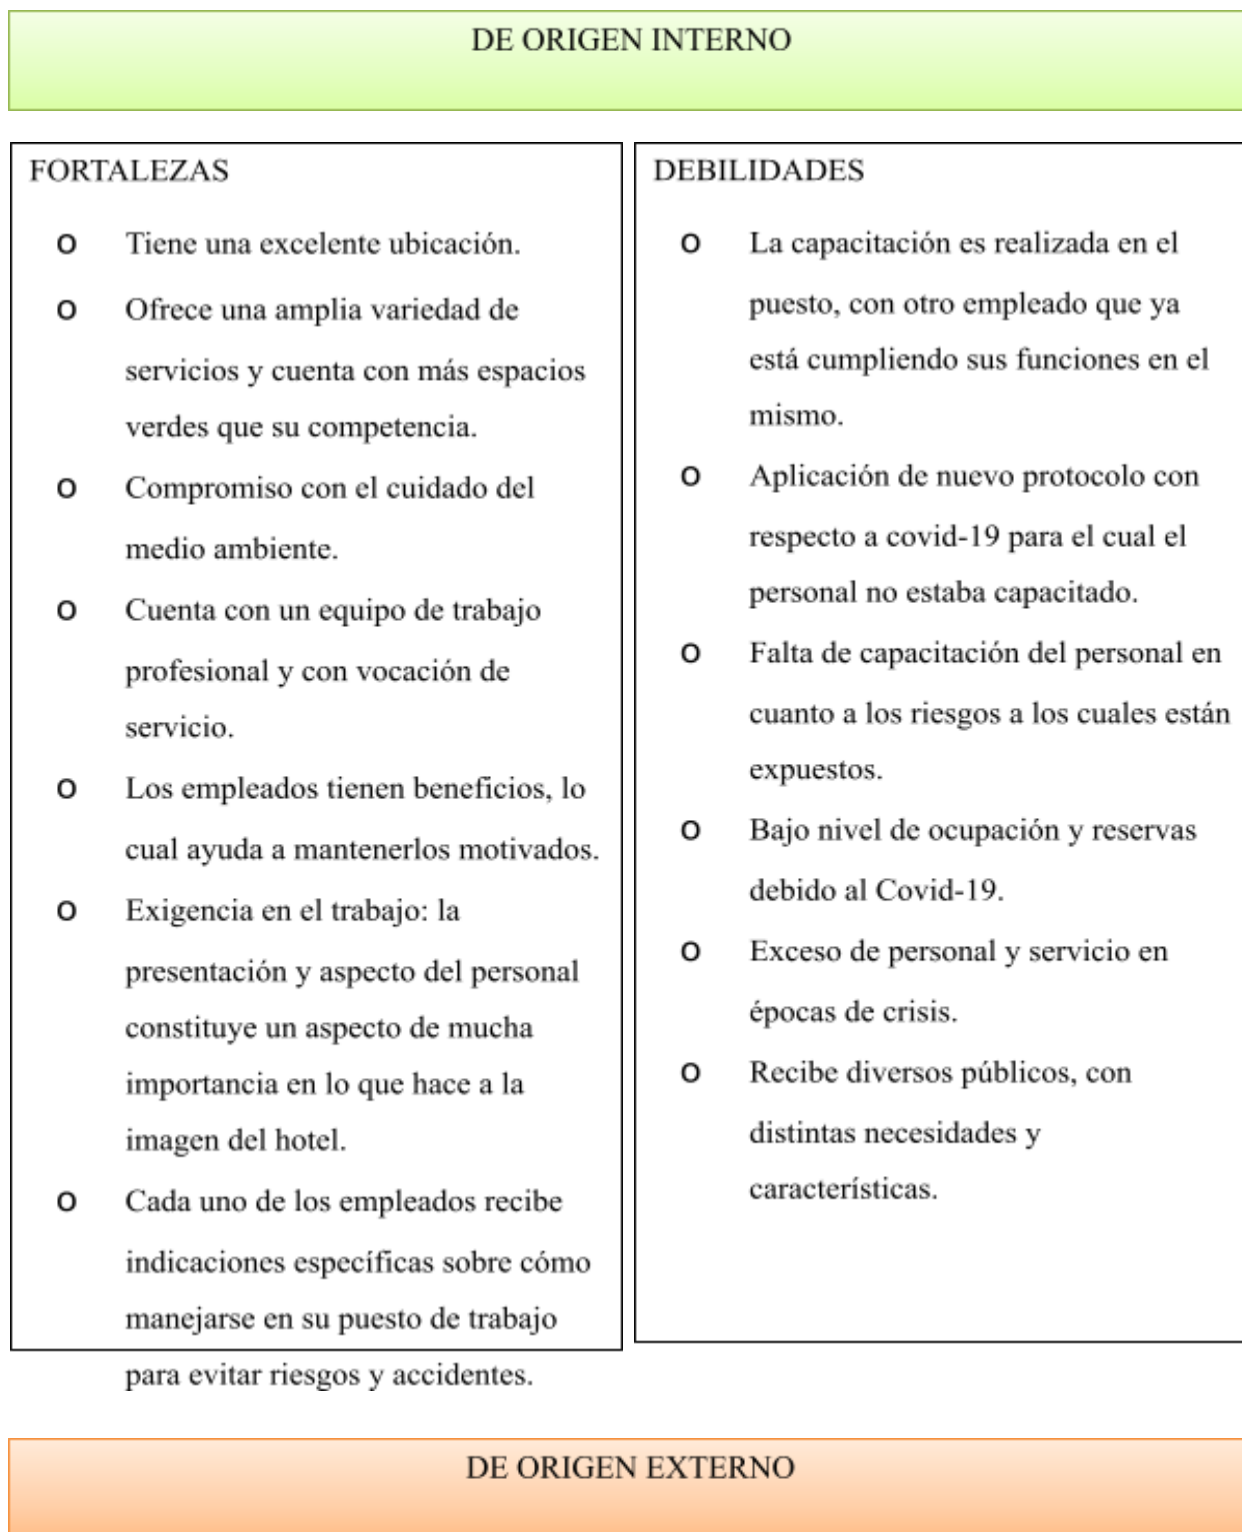 DE ORIGEN INTERNO
FORTALEZAS
o Tiene una excelente ubicación.
o Ofrece una amplia variedad de
servicios y cuenta con más espacios
verdes que su competencia.
o Compromiso con el cuidado del
medio ambiente.
o Cuenta con un equipo de trabajo
profesional y con vocación de
servicio.
o Los empleados tienen beneficios, lo
cual ayuda a mantenerlos motivados.
o Exigencia en el trabajo: la
presentación y aspecto del personal
constituye un aspecto de mucha
importancia en lo que hace a la
imagen del hotel.
o Cada uno de los empleados recibe
indicaciones específicas sobre cómo
manejarse en su puesto de trabajo
para evitar riesgos y accidentes.
DEBILIDADES
o La capacitación es realizada en el
puesto, con otro empleado que ya
está cumpliendo sus funciones en el
mismo.
o Aplicación de nuevo protocolo con
respecto a covid-19 para el cual el
personal no estaba capacitado.
o Falta de capacitación del personal en
cuanto a los riesgos a los cuales están
expuestos.
o Bajo nivel de ocupación y reservas
debido al Covid-19.
o Exceso de personal y servicio en
épocas de crisis.
o Recibe diversos públicos, con
distintas necesidades y
características.
DE ORIGEN EXTERNO